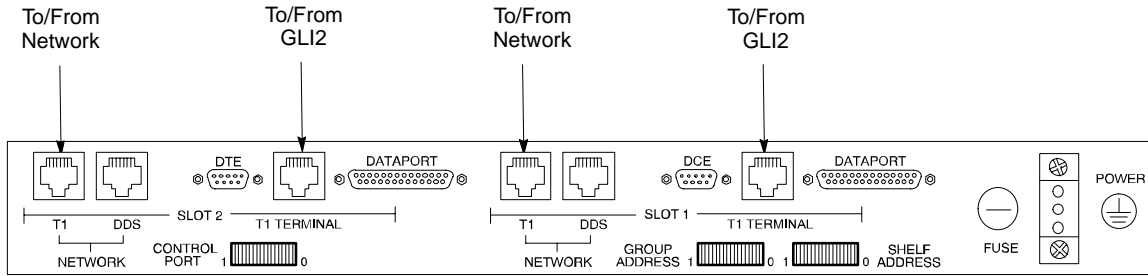 To/From
Network
To/From
GLI2
To/From
Network
To/From
GLI2
DTE
DATAPORT
DCE
DATAPORT
POWER
SLOT 2
SLOT 1
T1
DDS
T1 TERMINAL
T1
DDS
T1 TERMINAL
FUSE
NETWORK
CONTROL
PORT
1
0
NETWORK
GROUP
ADDRESS
1
0
1
0
SHELF
ADDRESS